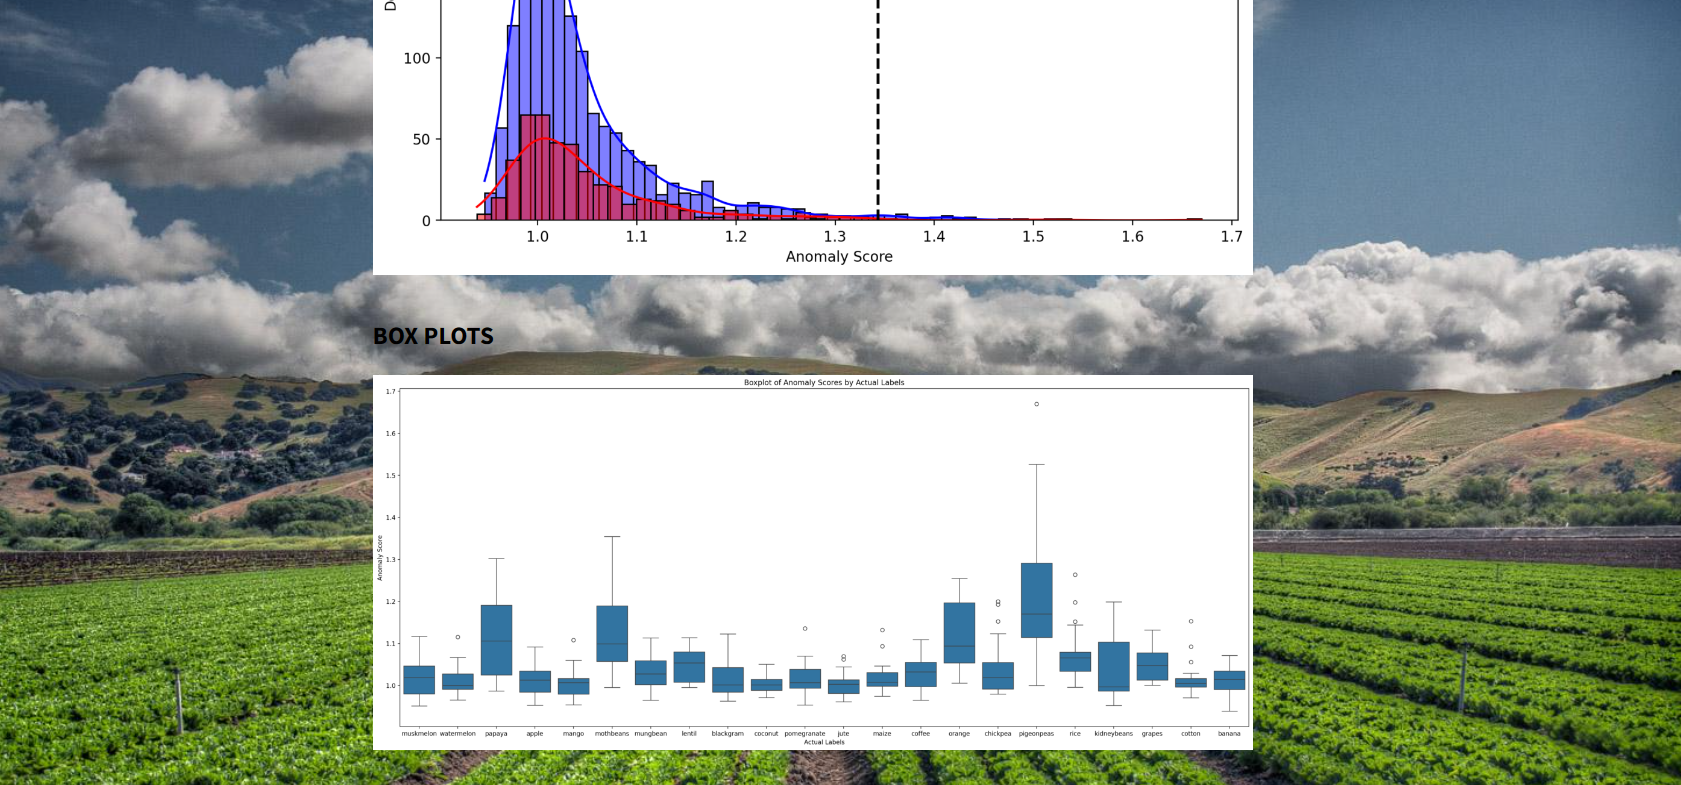 D
100
50
0
1.0 1.1 1.2 1.3 1.4 1.5 1.6 1.7
Anomaly Score
BOX PLOTS
Boxplot of Anomaly Scores by Actual Labels
1.7
1.6
1.5
1.4
1.3
1.2
1.1
1.0
Anomaly Score
muskmelon watermelon papaya apple mango mothbeans mungbean lentil blackgram coconut pomegranate jute maize coffee orange chickpea pigeonpeas rice kidneybeans grapes cotton banana
Actual Labels